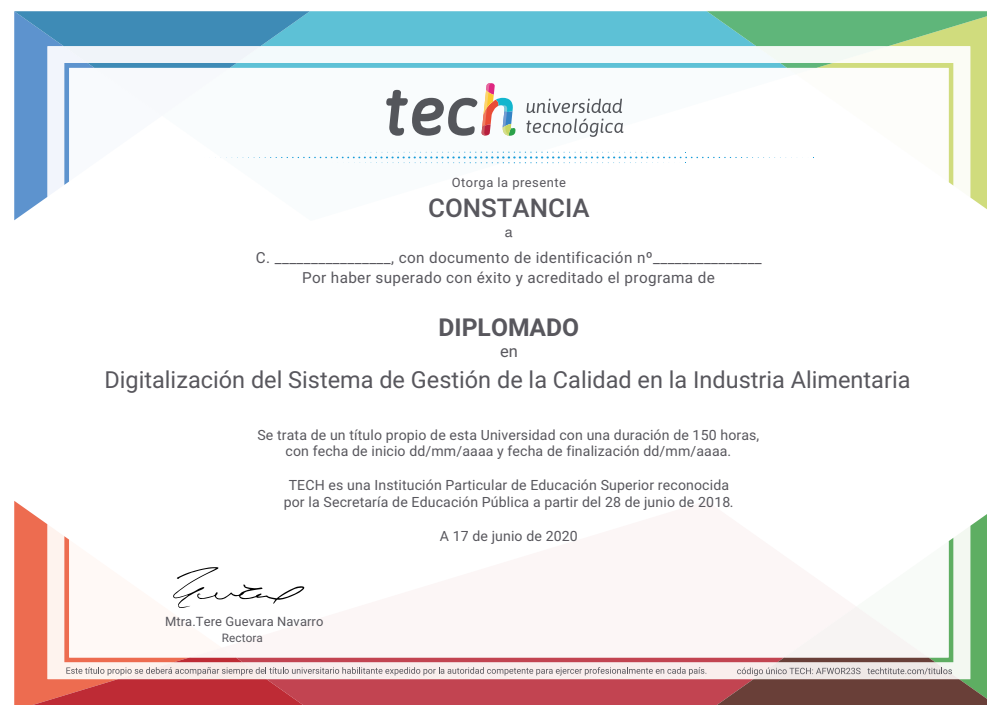 tech universidad
tecnológica
Otorga la presente
CONSTANCIA
a
C. ________________, con documento de identificación nº_______________
Por haber superado con éxito y acreditado el programa de
DIPLOMADO
en
Digitalización del Sistema de Gestión de la Calidad en la Industria Alimentaria
Se trata de un título propio de esta Universidad con una duración de 150 horas,
con fecha de inicio dd/mm/aaaa y fecha de finalización dd/mm/aaaa.
TECH es una Institución Particular de Educación Superior reconocida
por la Secretaría de Educación Pública a partir del 28 de junio de 2018.
A 17 de junio de 2020
Mtra.Tere Guevara Navarro
Rectora
Este título propio se deberá acompañar siempre del título universitario habilitante expedido por la autoridad competente para ejercer profesionalmente en cada país. código único TECH: AFWOR23S techtitute.com/titulos